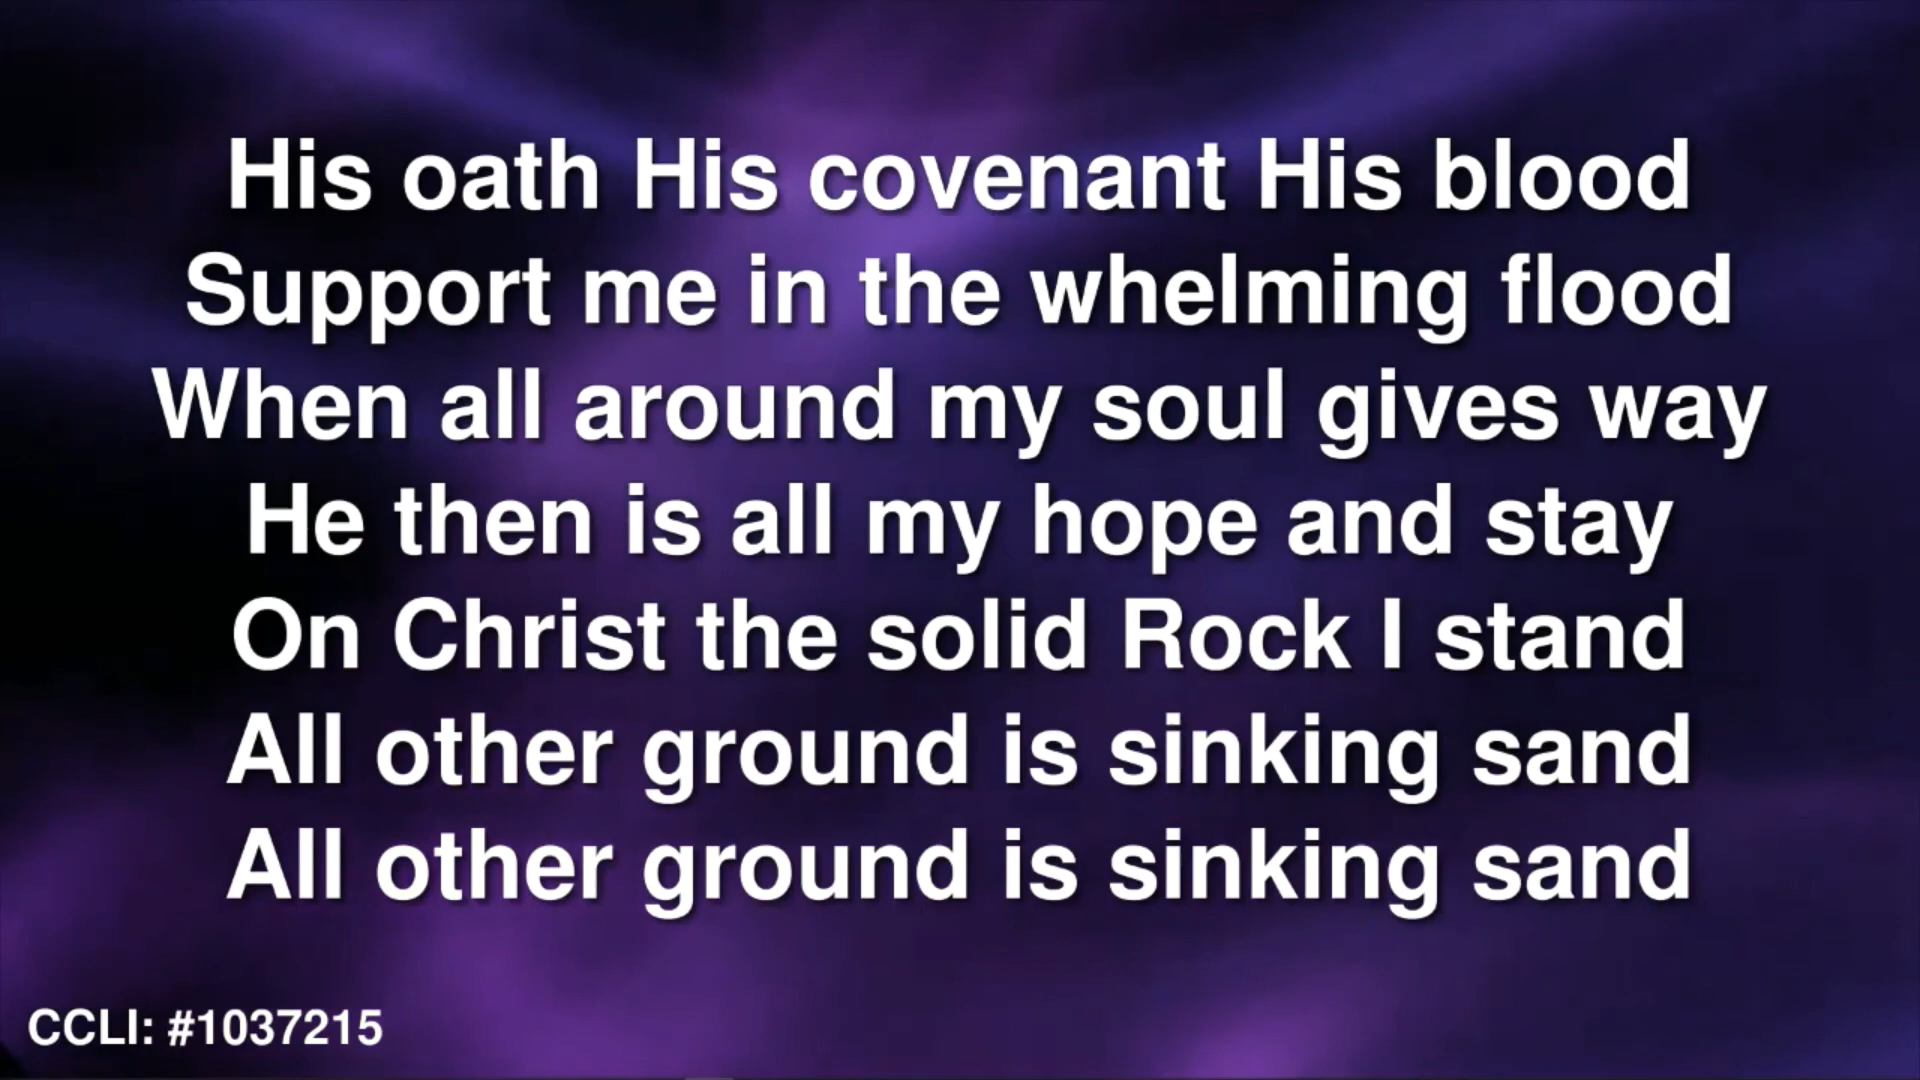 His oath His covenant His blood
Support me in the whelming flood
When all around my soul gives way
He then is all my hope and stay
On Christ the solid Rock I stand
All other ground is sinking sand
All other ground is sinking sand
CCLI: #1037215